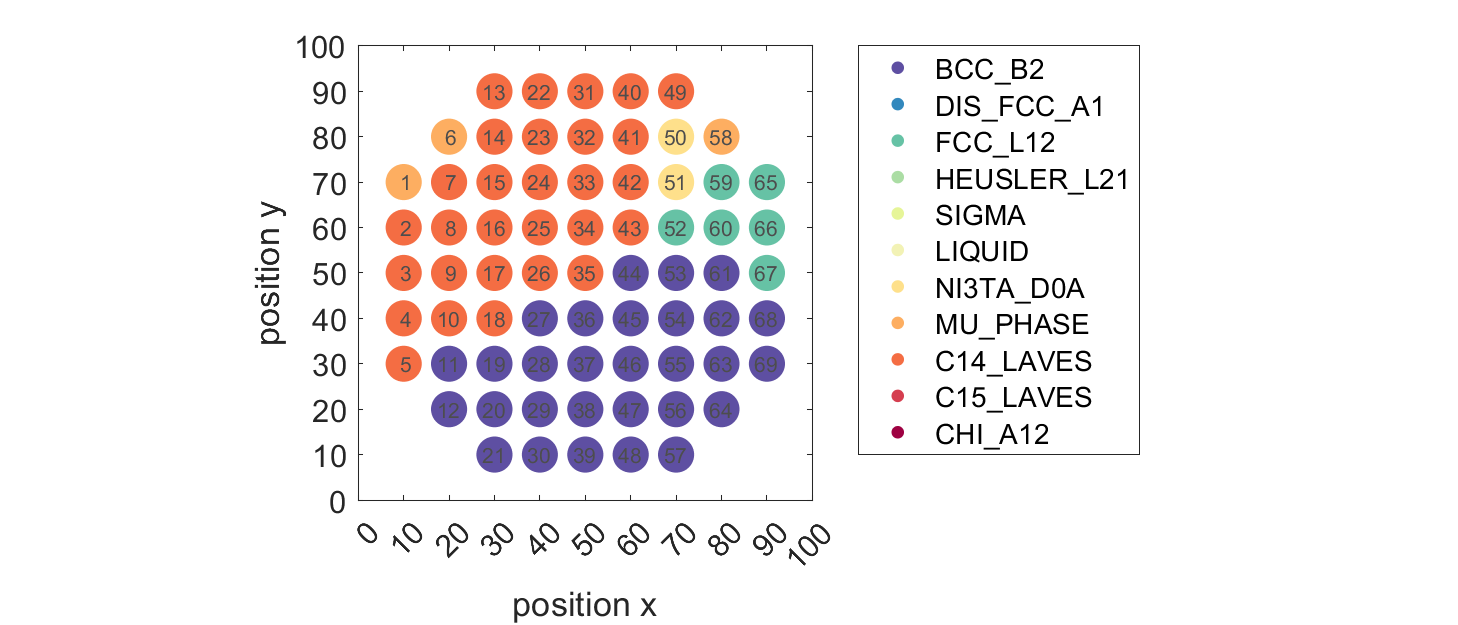 100
90
80
70
60
50
40
30
20
10
0
position y
13 22 31 40 49
6 14 23 32 41 50 58
1 7 15 24 33 42 51 59 65
2 8 16 25 34 43 52 60 66
3 9 17 26 35 44 53 61 67
4 10 18 27 36 45 54 62 68
5 11 19 28 37 46 55 63 69
12 20 29 38 47 56 64
21 30 39 48 57
0 10 20 30 40 50 60 70 80 90 100
position x
BCC_B2
DIS_FCC_A1
FCC_L12
HEUSLER_L21
SIGMA
LIQUID
NI3TA_D0A
MU_PHASE
C14_LAVES
C15_LAVES
CHI_A12